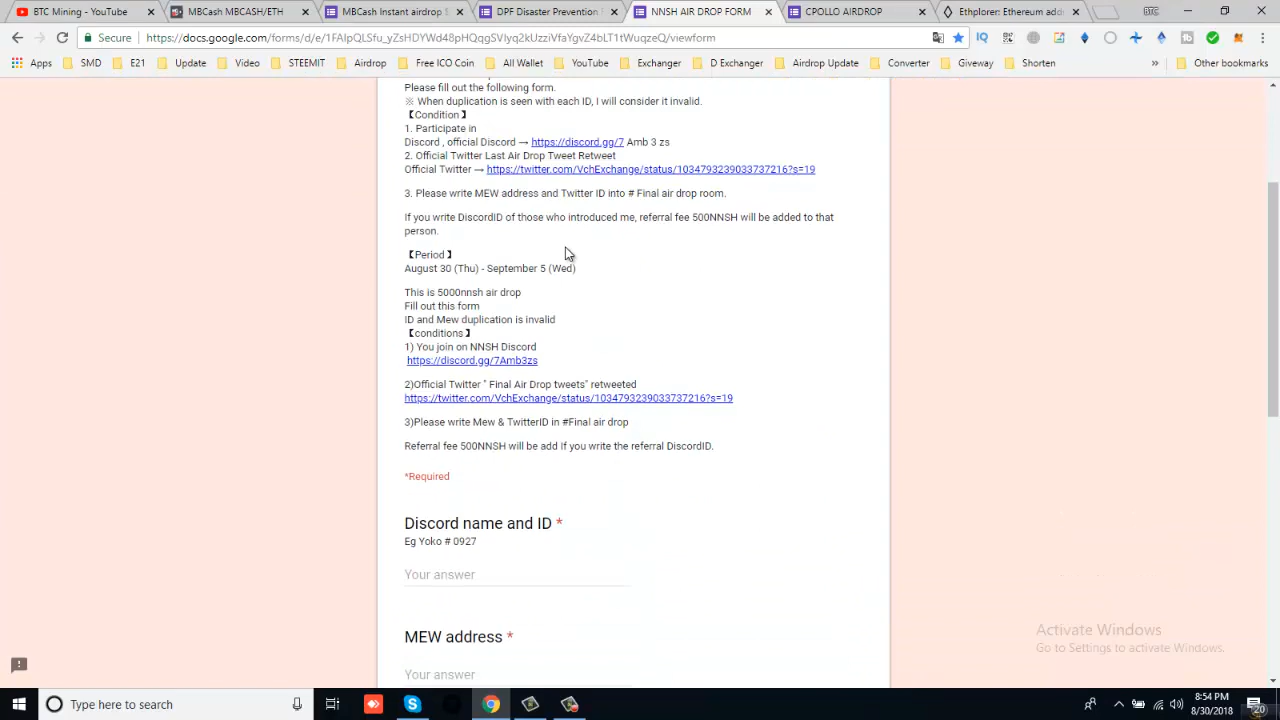 BTC Mining - YouTube
MBCash MBCASH/ETH
MBCash Instant airdrop S
DPF Disaster Prevention
NNSH AIR DROP FORM
CPOLLO AIRDROP
Ethplorer: Ethereum add
BTC
Secure
https://docs.google.com/forms/d/e/1FAIpQLSfu_yZsHDYWd48pHQqgSVlyq2kUzziVfaYgvZ4bLT1tWuqzeQ/viewform
Apps
SMD
E21
Update
Video
STEEMIT
Airdrop
Free ICO Coin
All Wallet
YouTube
Exchanger
D Exchanger
Airdrop Update
Converter
Giveway
Shorten
»
Other bookmarks
Please fill out the following form.
※ When duplication is seen with each ID, I will consider it invalid.
【Condition】
1. Participate in
Discord , official Discord → https://discord.gg/7 Amb 3 zs
2. Official Twitter Last Air Drop Tweet Retweet
Official Twitter → https://twitter.com/VchExchange/status/1034793239033737216?s=19
3. Please write MEW address and Twitter ID into # Final air drop room.
If you write DiscordID of those who introduced me, referral fee 500NNSH will be added to that
person.
【Period】
August 30 (Thu) - September 5 (Wed)
This is 5000nnsh air drop
Fill out this form
ID and Mew duplication is invalid
【conditions】
1) You join on NNSH Discord
https://discord.gg/7Amb3zs
2)Official Twitter " Final Air Drop tweets" retweeted
https://twitter.com/VchExchange/status/1034793239033737216?s=19
3)Please write Mew & TwitterID in #Final air drop
Referral fee 500NNSH will be add If you write the referral DiscordID.
*Required
Discord name and ID *
Eg Yoko # 0927
Your answer
MEW address *
Your answer
Activate Windows
Go to Settings to activate Windows.
Type here to search
8:54 PM
8/30/2018
20